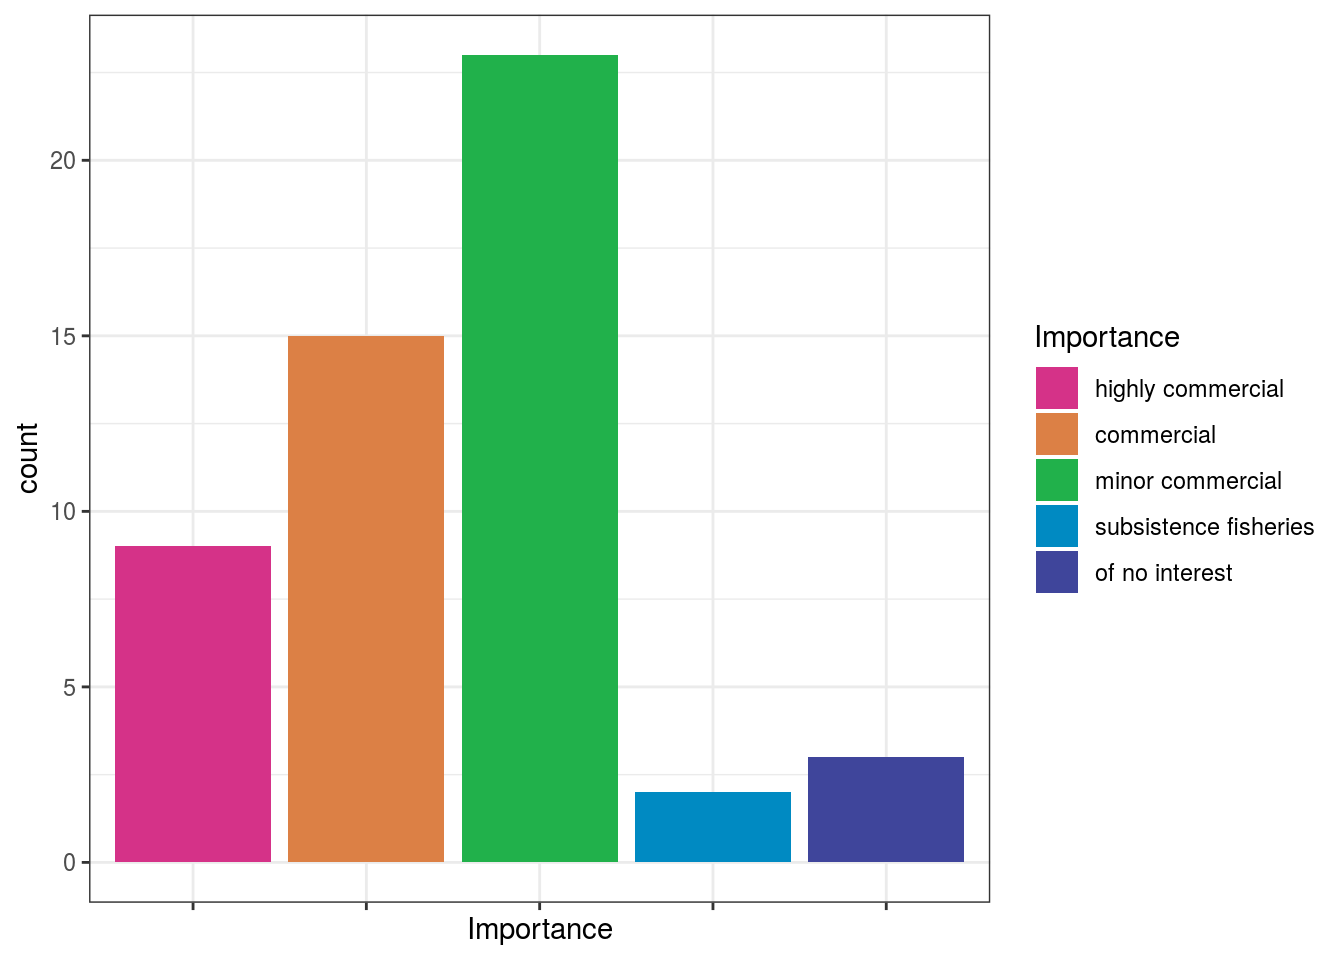 20
15
10
5
0
count
Importance
Importance
highly commercial
commercial
minor commercial
subsistence fisheries
of no interest